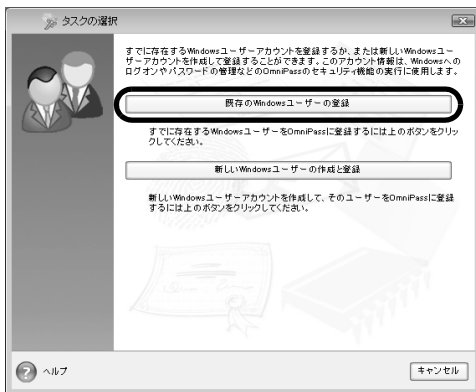 タスクの選択
すでに存在するWindowsユーザーアカウントを登録するか、または新しいWindowsユー
ザーアカウントを作成して登録することができます。このアカウント情報は、Windowsへの
ログオンやパスワードの管理などのOmniPassのセキュリティ機能の実行に使用します。
既存のWindowsユーザーの登録
すでに存在するWindowsユーザーをOmniPassに登録するには上のボタンをクリッ
クしてください。
新しいWindowsユーザーの作成と登録
新しいWindowsユーザーアカウントを作成して、そのユーザーをOmniPassに登録
するには上のボタンをクリックしてください。
ヘルプ
キャンセル